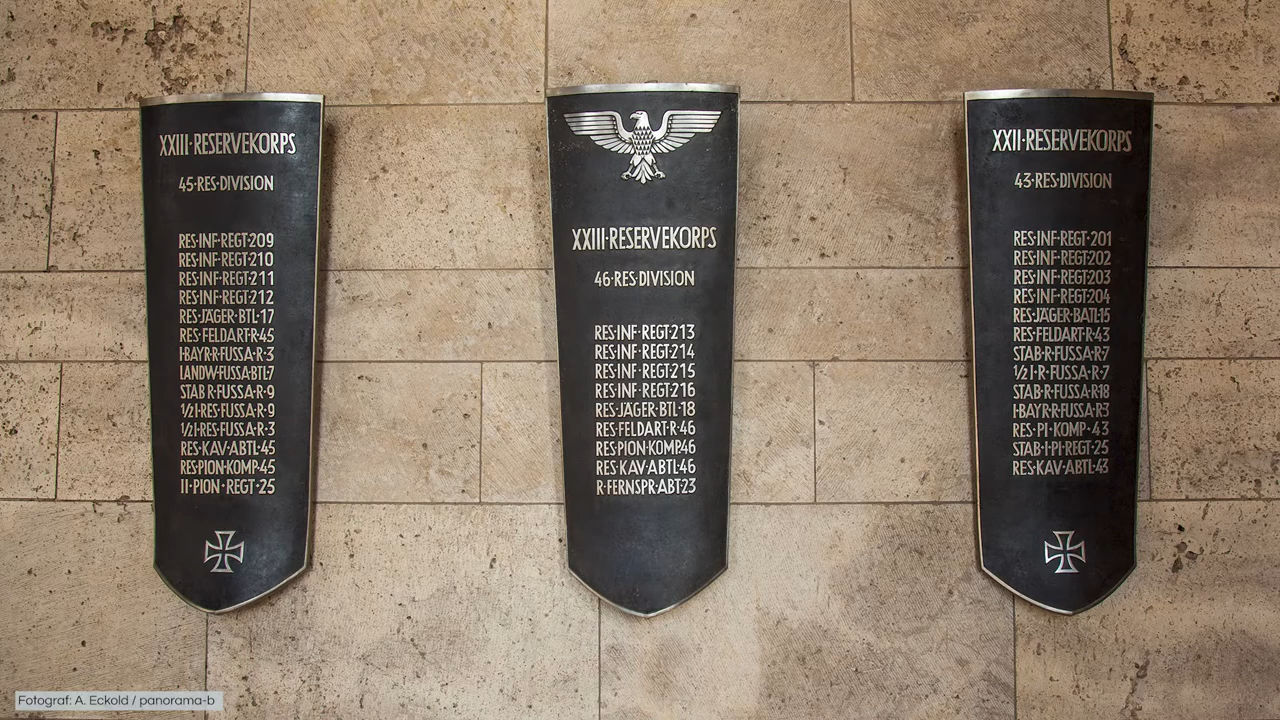 XXIII·RESERVEKORPS
45·RES·DIVISION
RES·INF·REGT·209
RES·INF·REGT·210
RES·INF·REGT·211
RES·INF·REGT·212
RES·JÄGER·BTL·17
RES·FELDART·R·45
I·BAYR·R·FUSSA·R·3
LANDW·FUSSA·BTL·7
STAB R·FUSSA·R·9
½I·RES·FUSSA·R·9
½I·RES·FUSSA·R·3
RES·KAV·ABTL·45
RES·PION·KOMP·45
II·PION·REGT·25
XXIII·RESERVEKORPS
46·RES·DIVISION
RES·INF·REGT·213
RES·INF·REGT·214
RES·INF·REGT·215
RES·INF·REGT·216
RES·JÄGER·BTL·18
RES·FELDART·R·46
RES·PION·KOMP·46
RES·KAV·ABTL·46
R·FERNSPR·ABT·23
XXII·RESERVEKORPS
43·RES·DIVISION
RES·INF·REGT·201
RES·INF·REGT·202
RES·INF·REGT·203
RES·INF·REGT·204
RES·JÄGER·BATL·15
RES·FELDART·R·43
STAB·R·FUSSA·R·7
½I·R·FUSSA·R·7
STAB·R·FUSSA·R·18
I·BAYR·R·FUSSA·R·3
RES·PI·KOMP·43
STAB·I·PI·REGT·25
RES·KAV·ABTL·43
Fotograf: A. Eckold / panorama-b